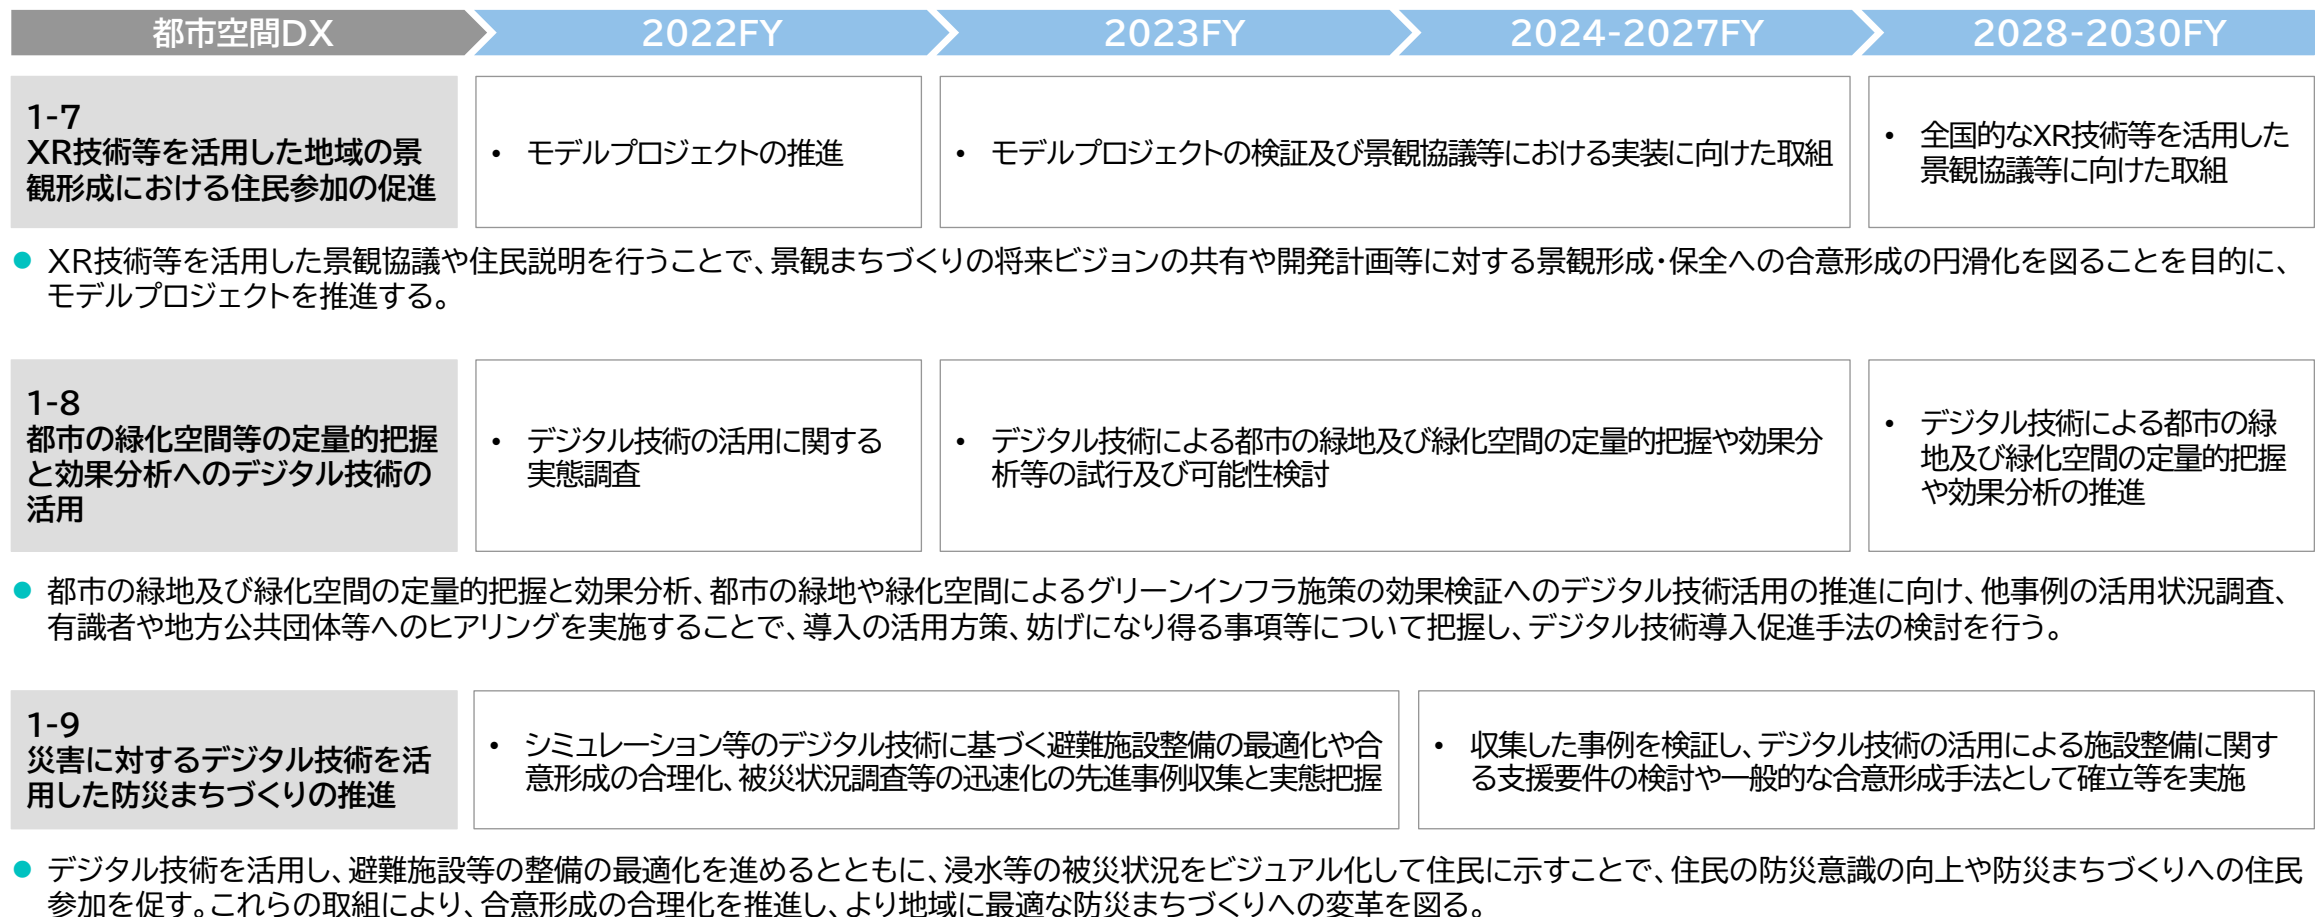 都市空間DX
2022FY
2023FY
2024-2027FY
2028-2030FY
1-7
XR技術等を活用した地域の景
観形成における住民参加の促進
• モデルプロジェクトの推進
• モデルプロジェクトの検証及び景観協議等における実装に向けた取組
• 全国的なXR技術等を活用した
景観協議等に向けた取組
● XR技術等を活用した景観協議や住民説明を行うことで、景観まちづくりの将来ビジョンの共有や開発計画等に対する景観形成・保全への合意形成の円滑化を図ることを目的に、
モデルプロジェクトを推進する。
1-8
都市の緑化空間等の定量的把握
と効果分析へのデジタル技術の
活用
• デジタル技術の活用に関する
実態調査
• デジタル技術による都市の緑地及び緑化空間の定量的把握や効果分
析等の試行及び可能性検討
• デジタル技術による都市の緑
地及び緑化空間の定量的把握
や効果分析の推進
● 都市の緑地及び緑化空間の定量的把握と効果分析、都市の緑地や緑化空間によるグリーンインフラ施策の効果検証へのデジタル技術活用の推進に向け、他事例の活用状況調査、
有識者や地方公共団体等へのヒアリングを実施することで、導入の活用方策、妨げになり得る事項等について把握し、デジタル技術導入促進手法の検討を行う。
1-9
災害に対するデジタル技術を活
用した防災まちづくりの推進
• シミュレーション等のデジタル技術に基づく避難施設整備の最適化や合
意形成の合理化、被災状況調査等の迅速化の先進事例収集と実態把握
• 収集した事例を検証し、デジタル技術の活用による施設整備に関す
る支援要件の検討や一般的な合意形成手法として確立等を実施
● デジタル技術を活用し、避難施設等の整備の最適化を進めるとともに、浸水等の被災状況をビジュアル化して住民に示すことで、住民の防災意識の向上や防災まちづくりへの住民
参加を促す。これらの取組により、合意形成の合理化を推進し、より地域に最適な防災まちづくりへの変革を図る。